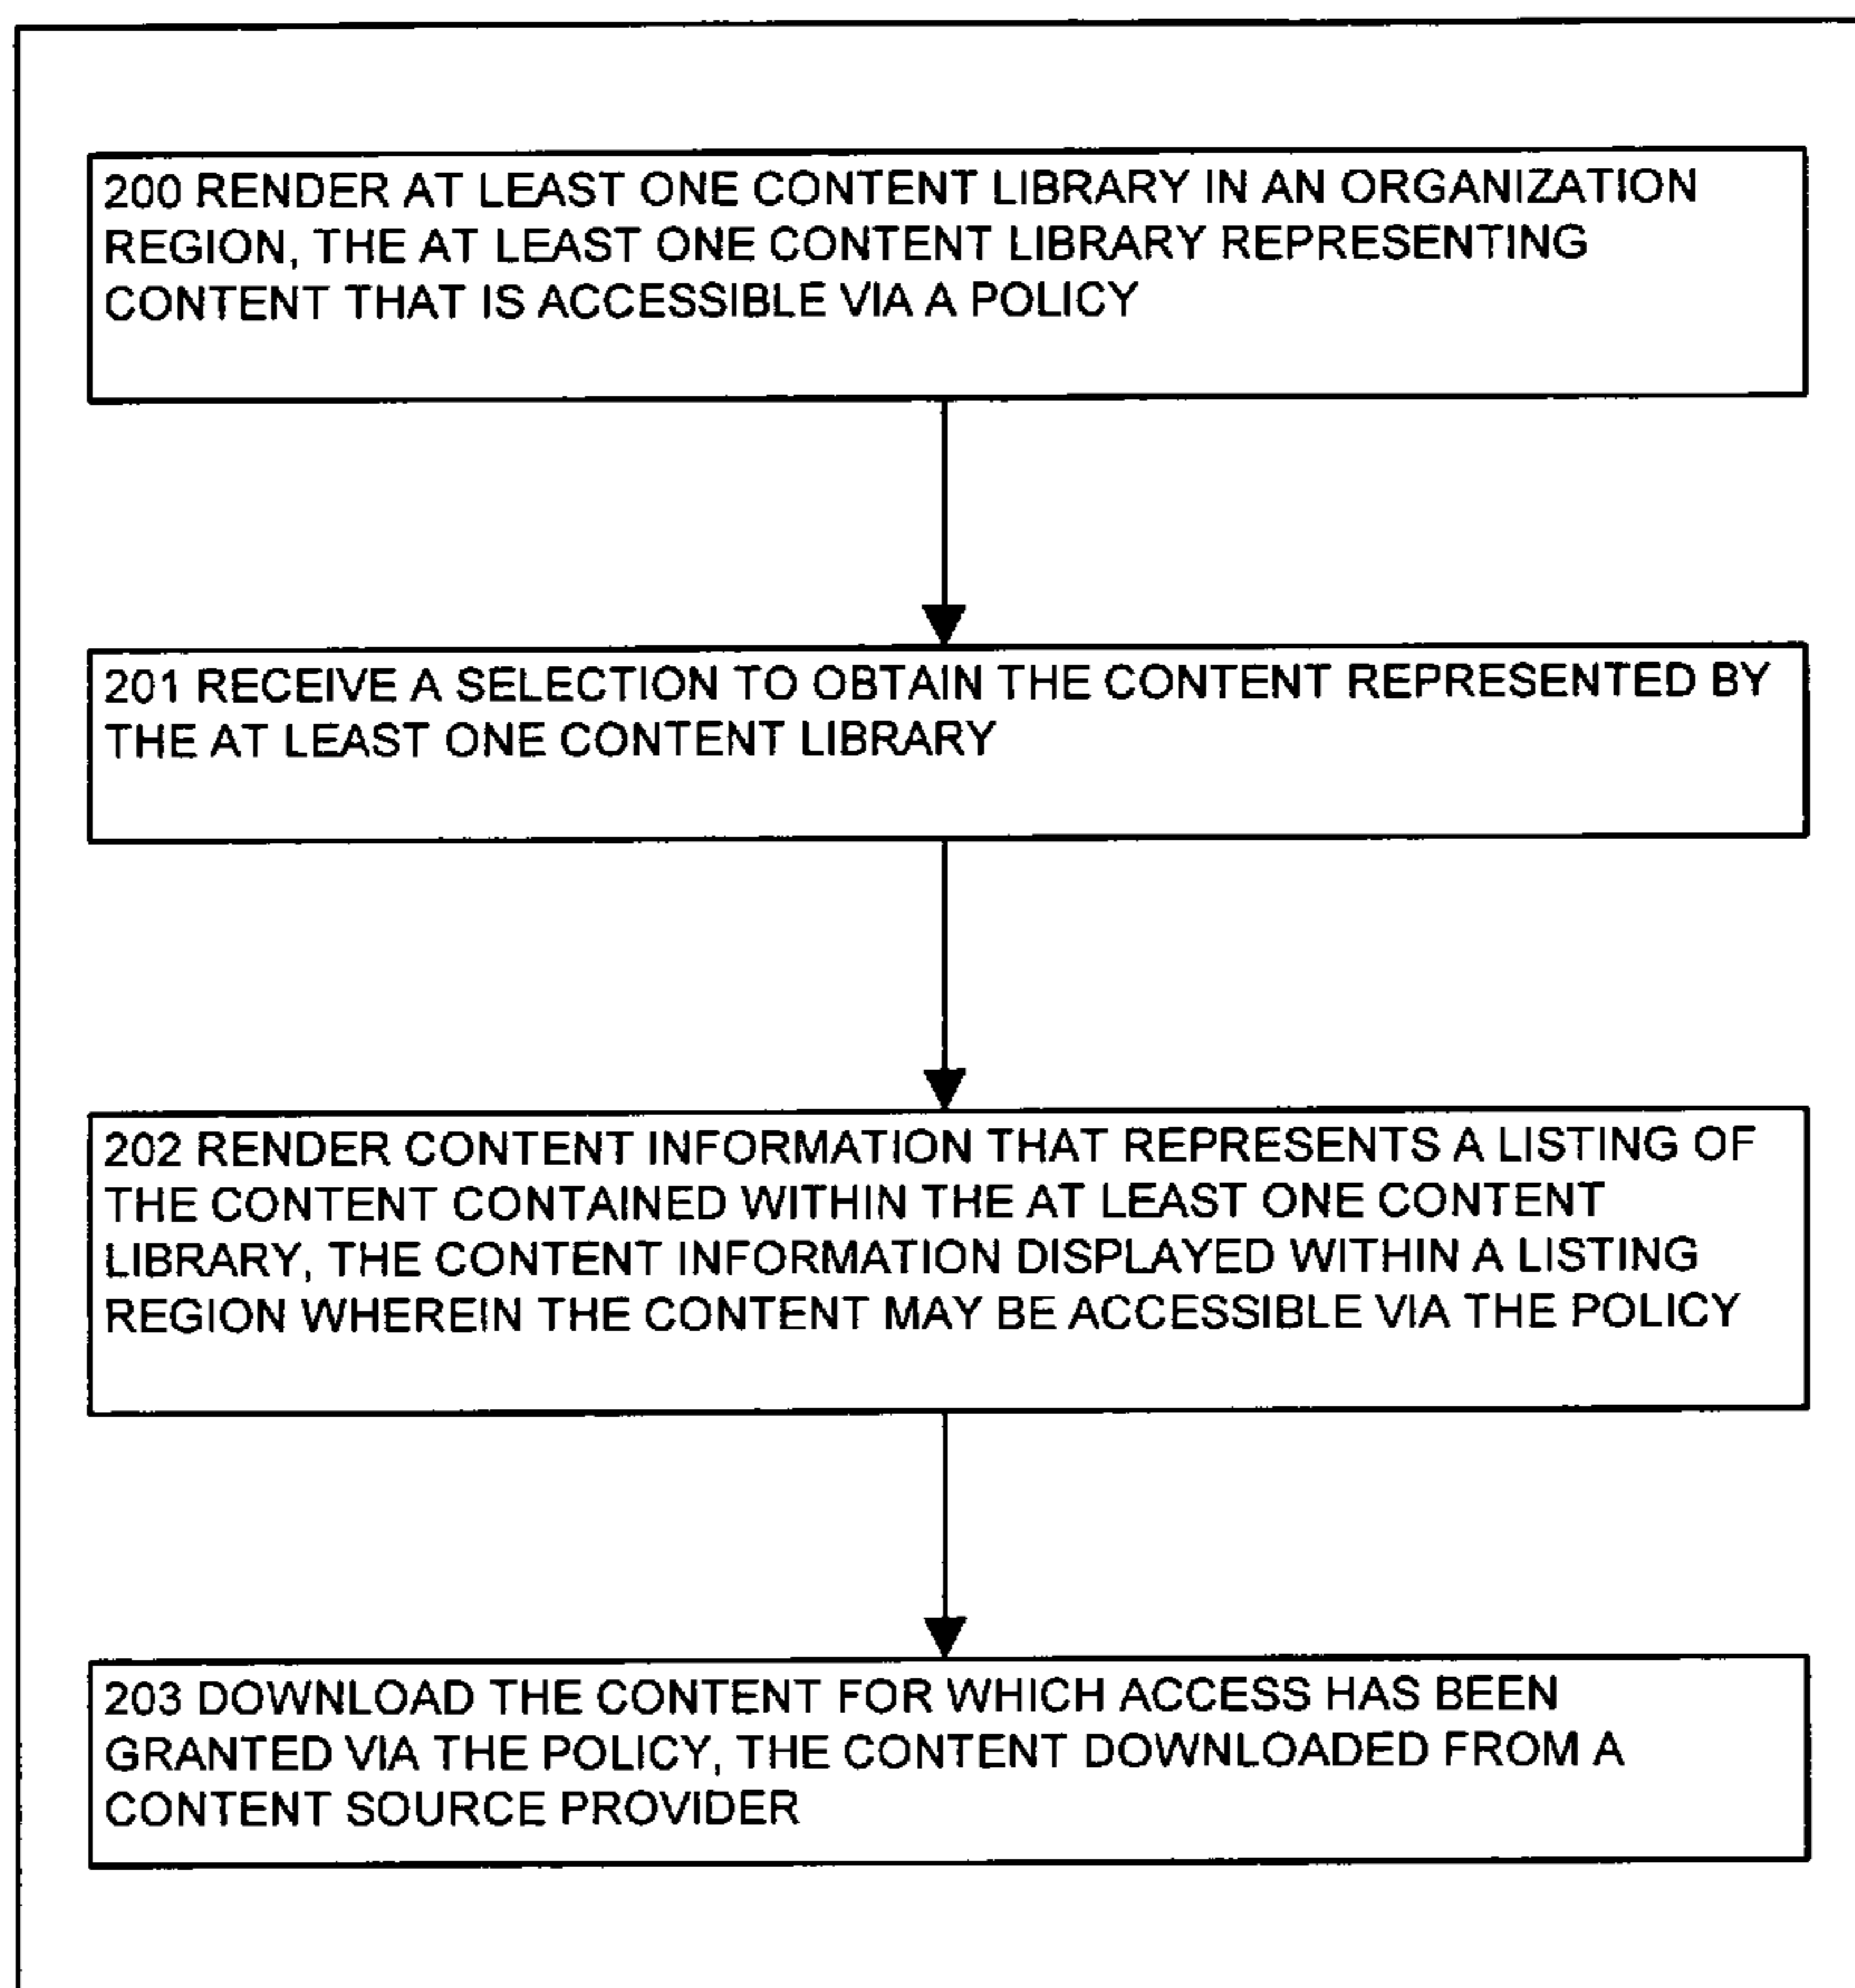 200 RENDER AT LEAST ONE CONTENT LIBRARY IN AN ORGANIZATION
REGION, THE AT LEAST ONE CONTENT LIBRARY REPRESENTING
CONTENT THAT IS ACCESSIBLE VIA A POLICY
201 RECEIVE A SELECTION TO OBTAIN THE CONTENT REPRESENTED BY
THE AT LEAST ONE CONTENT LIBRARY
202 RENDER CONTENT INFORMATION THAT REPRESENTS A LISTING OF
THE CONTENT CONTAINED WITHIN THE AT LEAST ONE CONTENT
LIBRARY, THE CONTENT INFORMATION DISPLAYED WITHIN A LISTING
REGION WHEREIN THE CONTENT MAY BE ACCESSIBLE VIA THE POLICY
203 DOWNLOAD THE CONTENT FOR WHICH ACCESS HAS BEEN
GRANTED VIA THE POLICY, THE CONTENT DOWNLOADED FROM A
CONTENT SOURCE PROVIDER